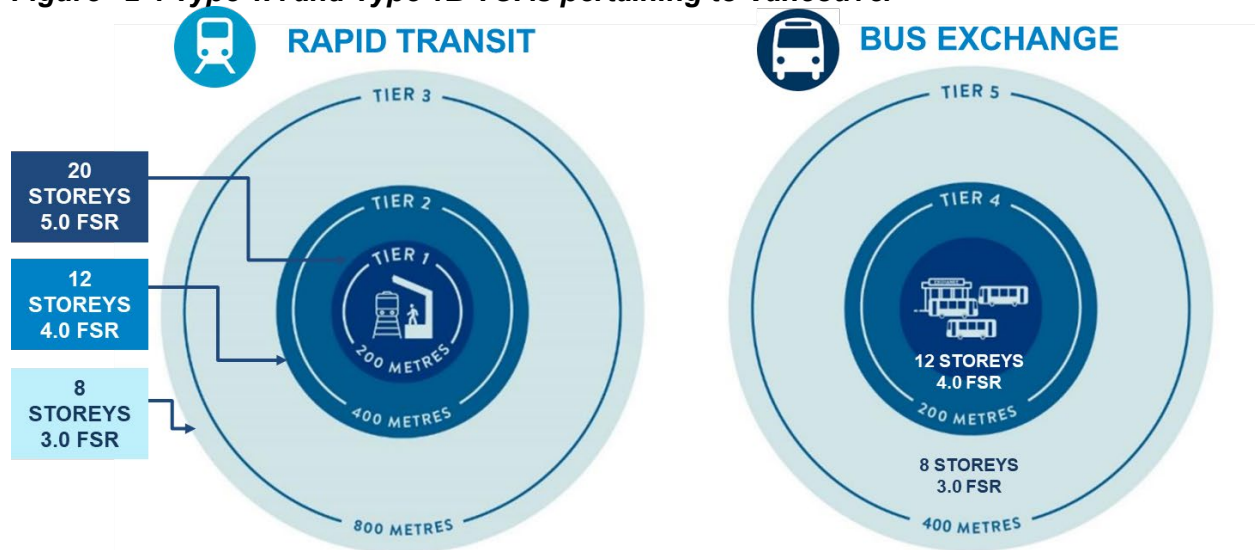 RAPID TRANSIT
BUS EXCHANGE
TIER 3
TIER 5
20
STOREYS
5.0 FSR
TIER 2
TIER 4
TIER 1
12
STOREYS
4.0 FSR
200 METRES
12 STOREYS
4.0 FSR
8
STOREYS
3.0 FSR
400 METRES
200 METRES
8 STOREYS
3.0 FSR
800 METRES
400 METRES